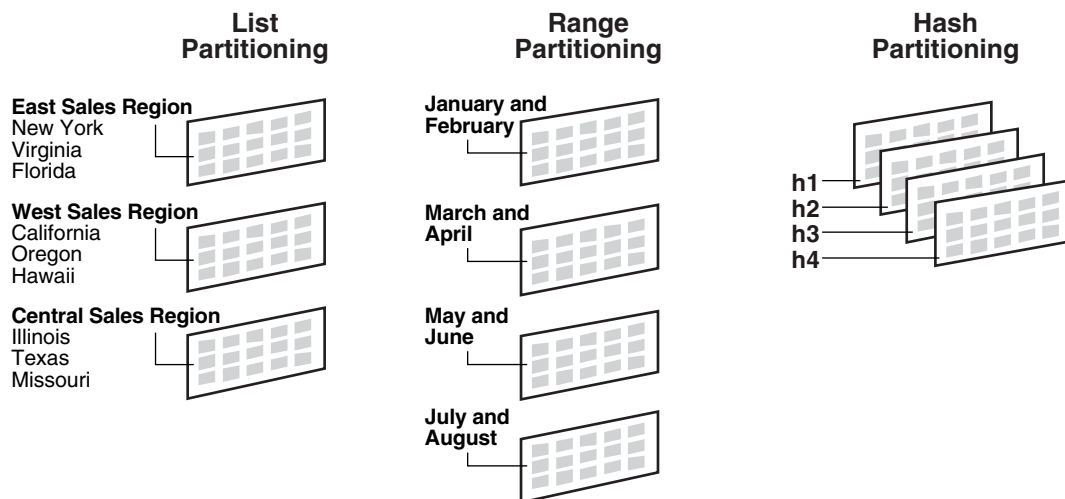 List
Partitioning
East Sales Region
New York
Virginia
Florida
West Sales Region
California
Oregon
Hawaii
Central Sales Region
Illinois
Texas
Missouri
Range
Partitioning
January and
February
March and
April
May and
June
July and
August
Hash
Partitioning
h1
h2
h3
h4